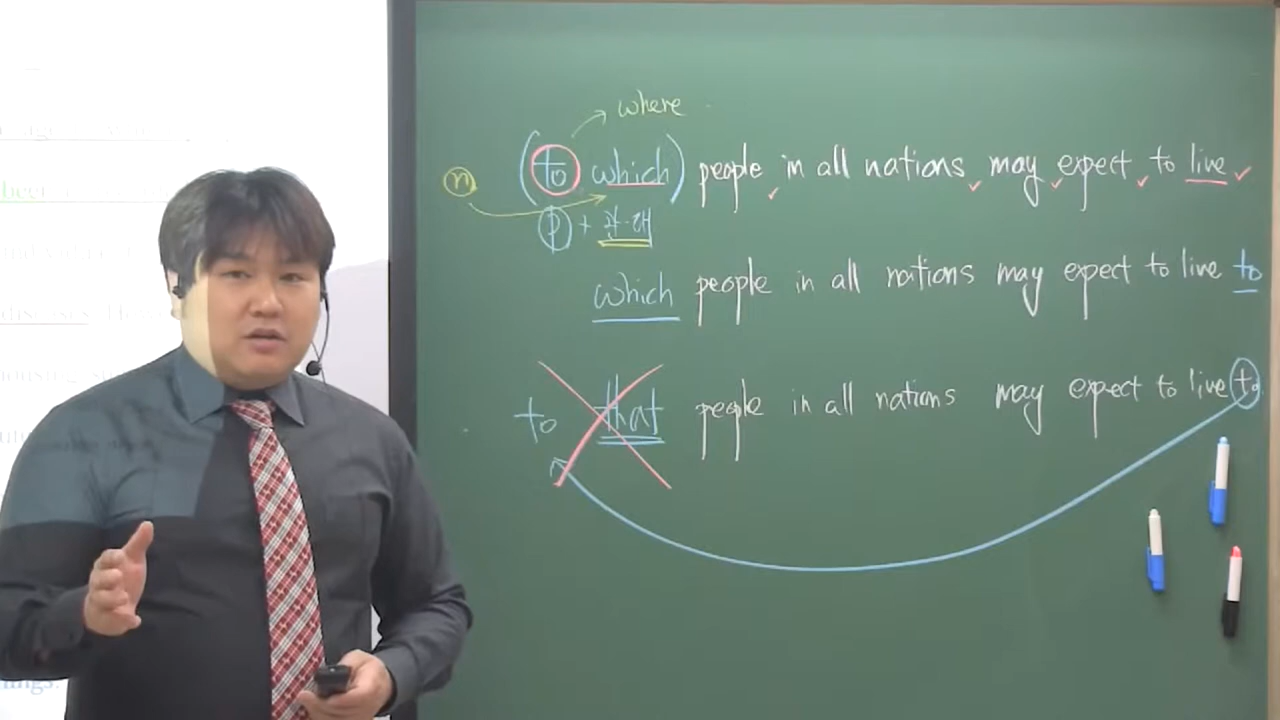 where
n (to which) people in all nations may expect to live
P + 관·대
which people in all nations may expect to live to
to that people in all nations may expect to live to
diseases.